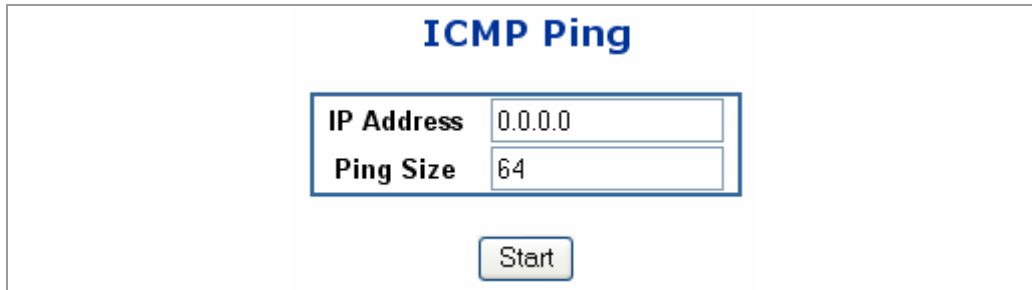 ICMP Ping
IP Address 0.0.0.0
Ping Size 64
Start